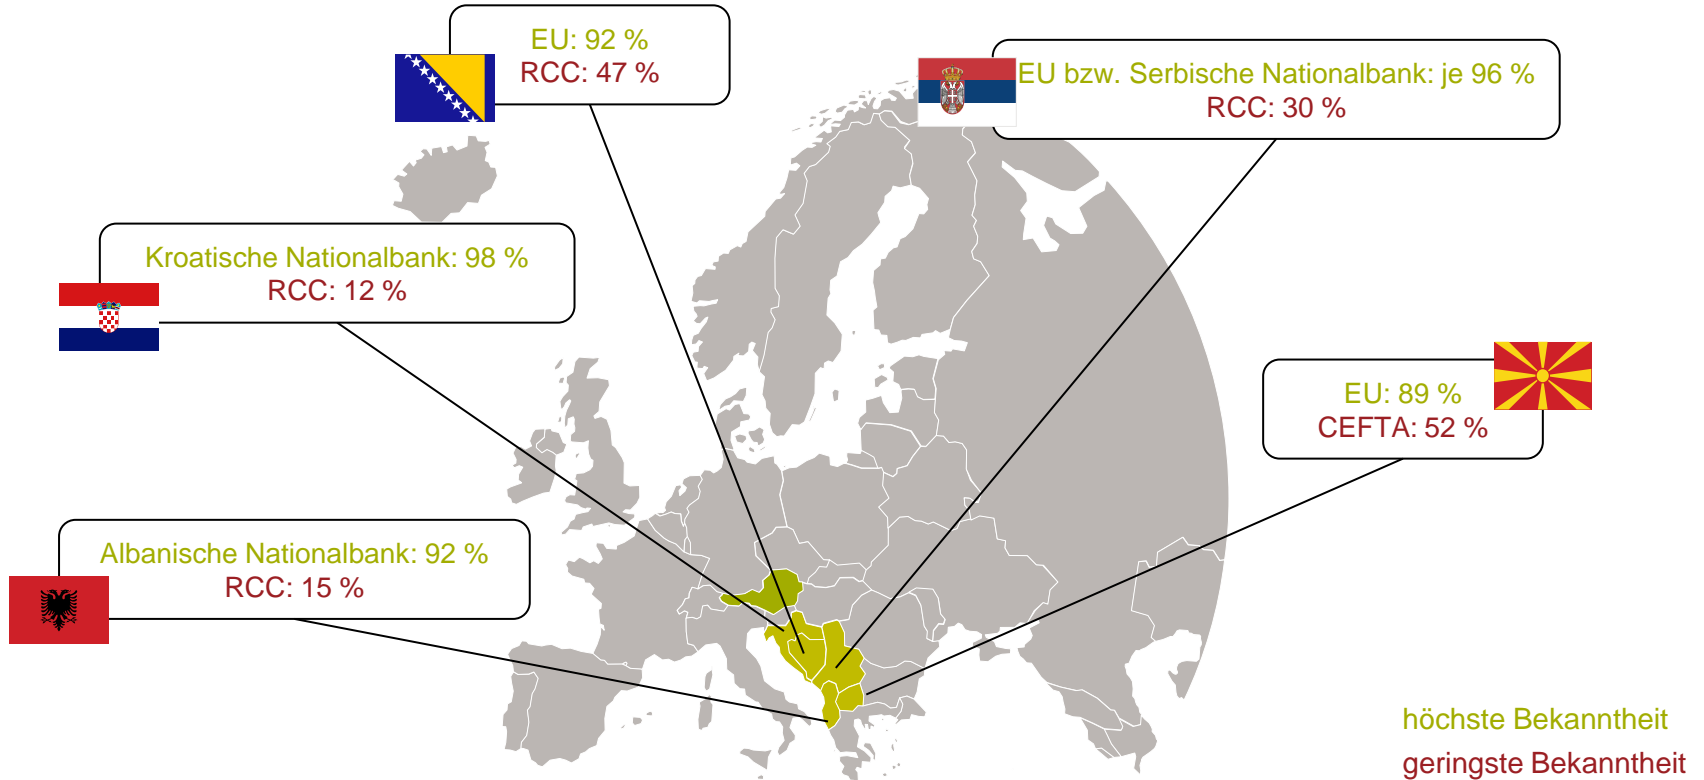 EU: 92 %
RCC: 47 %
EU bzw. Serbische Nationalbank: je 96 %
RCC: 30 %
Kroatische Nationalbank: 98 %
RCC: 12 %
EU: 89 %
CEFTA: 52 %
Albanische Nationalbank: 92 %
RCC: 15 %
höchste Bekanntheit
geringste Bekanntheit